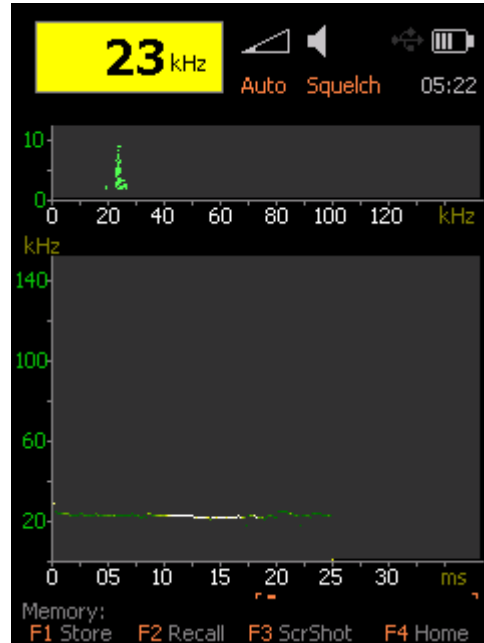 23 kHz
Auto Squelch 05:22
10
0
0 20 40 60 80 100 120 kHz
kHz
140
100
60
20
0 05 10 15 20 25 30 ms
Memory:
F1 Store F2 Recall F3 ScrShot F4 Home